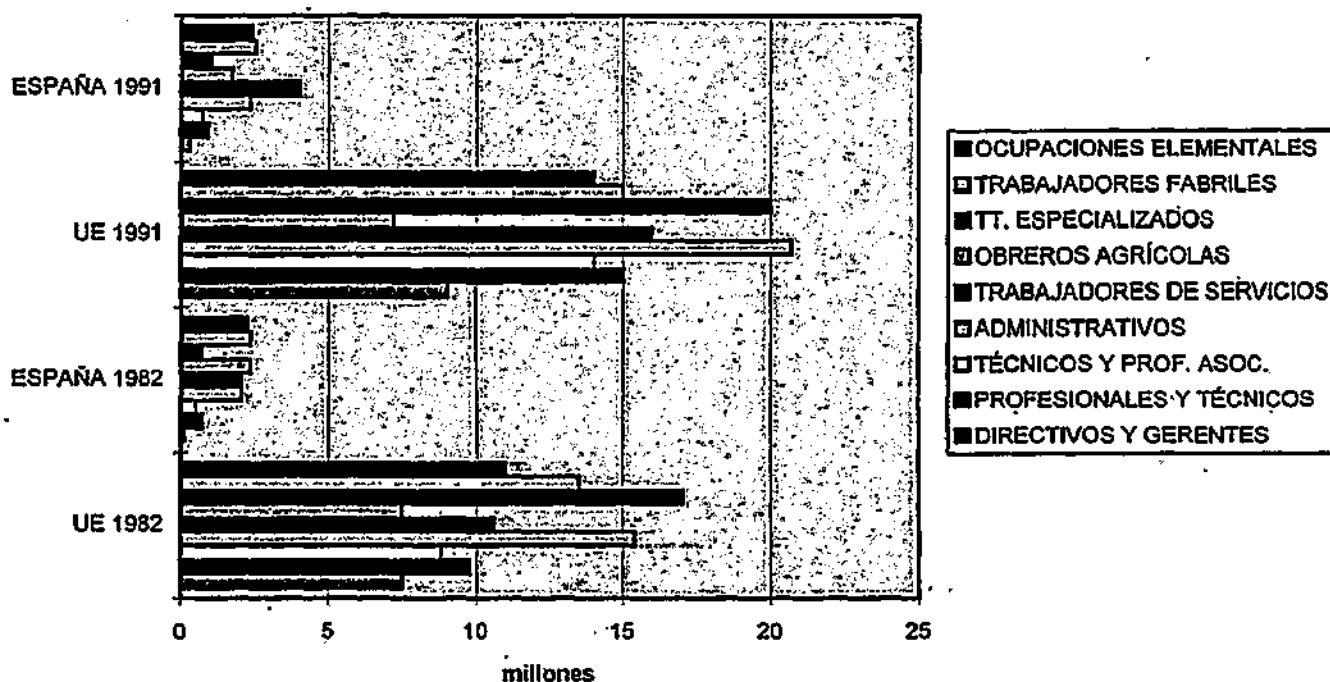 ESPAÑA 1991
UE 1991
ESPAÑA 1982
UE 1982
0 5 10 15 20 25
millones
OCUPACIONES ELEMENTALES
TRABAJADORES FABRILES
TT. ESPECIALIZADOS
OBREROS AGRÍCOLAS
TRABAJADORES DE SERVICIOS
ADMINISTRATIVOS
TÉCNICOS Y PROF. ASOC.
PROFESIONALES Y TÉCNICOS
DIRECTIVOS Y GERENTES